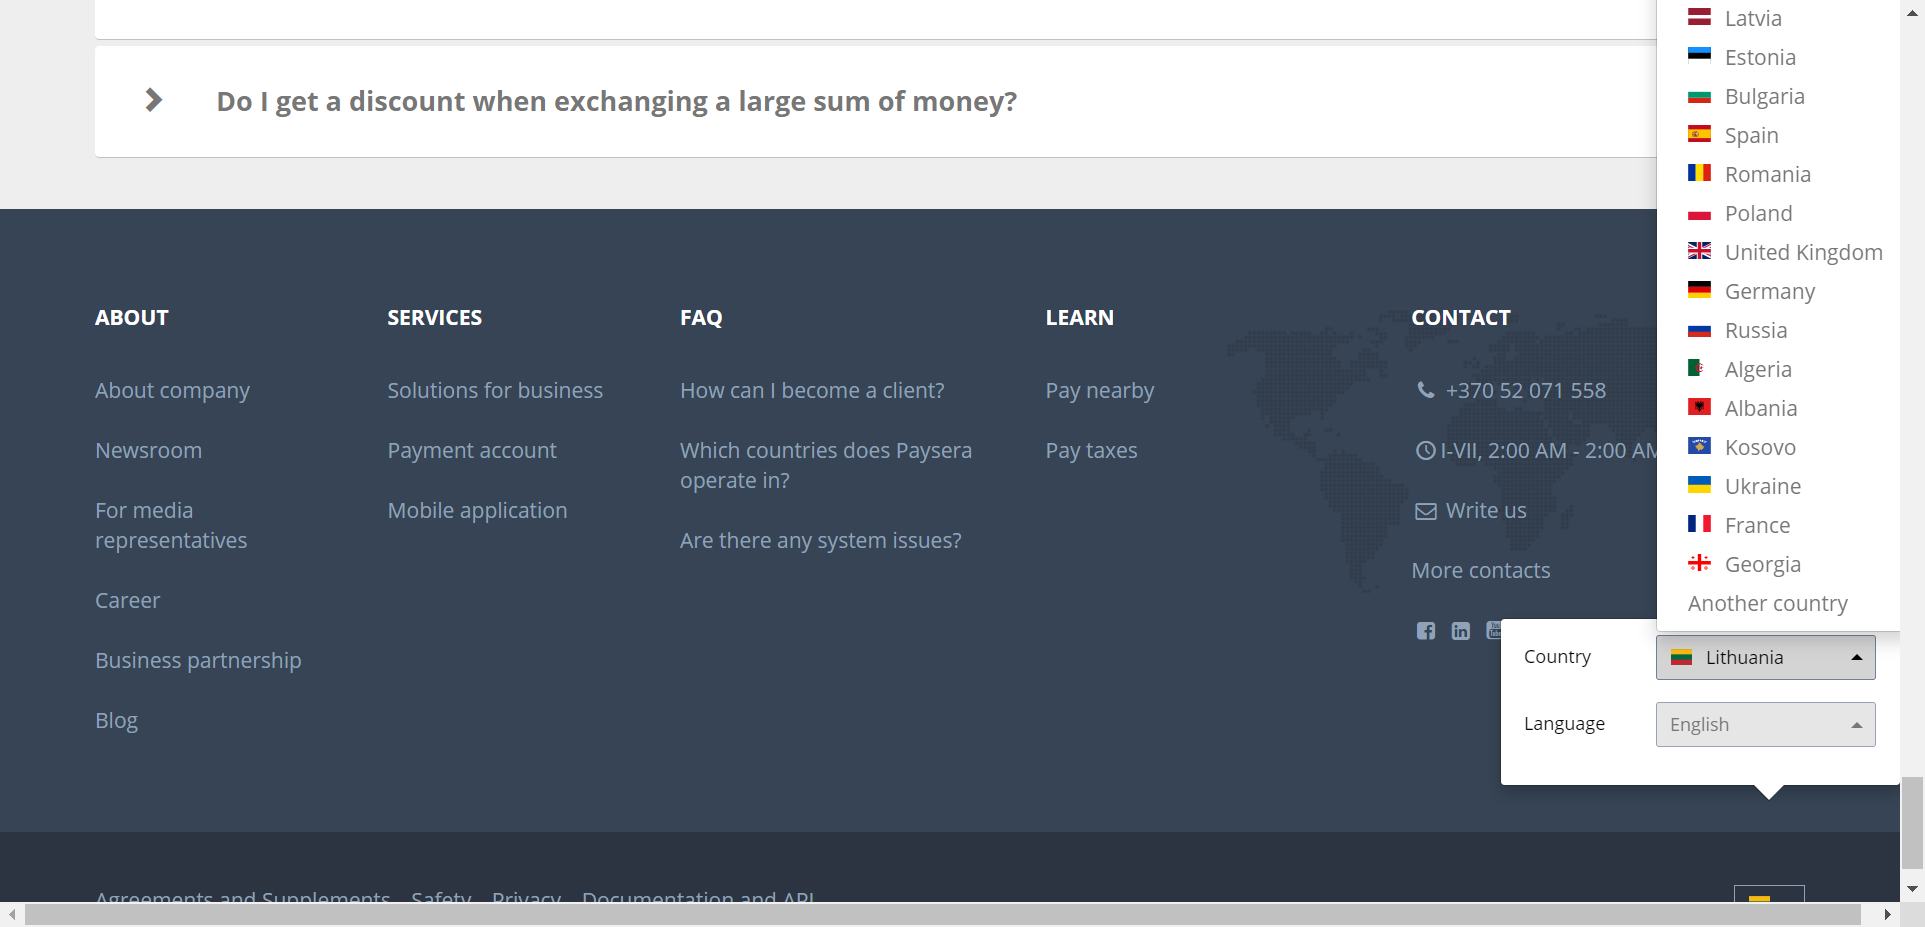 Do I get a discount when exchanging a large sum of money?
ABOUT
About company
Newsroom
For media
representatives
Career
Business partnership
Blog
SERVICES
Solutions for business
Payment account
Mobile application
FAQ
How can I become a client?
Which countries does Paysera
operate in?
Are there any system issues?
LEARN
Pay nearby
Pay taxes
CONTACT
+370 52 071 558
I-VII, 2:00 AM - 2:00 AM
Write us
More contacts
Latvia
Estonia
Bulgaria
Spain
Romania
Poland
United Kingdom
Germany
Russia
Algeria
Albania
Kosovo
Ukraine
France
Georgia
Another country
Country
Lithuania
Language
English
Agreements and Supplements
Safety
Privacy
Documentation and API